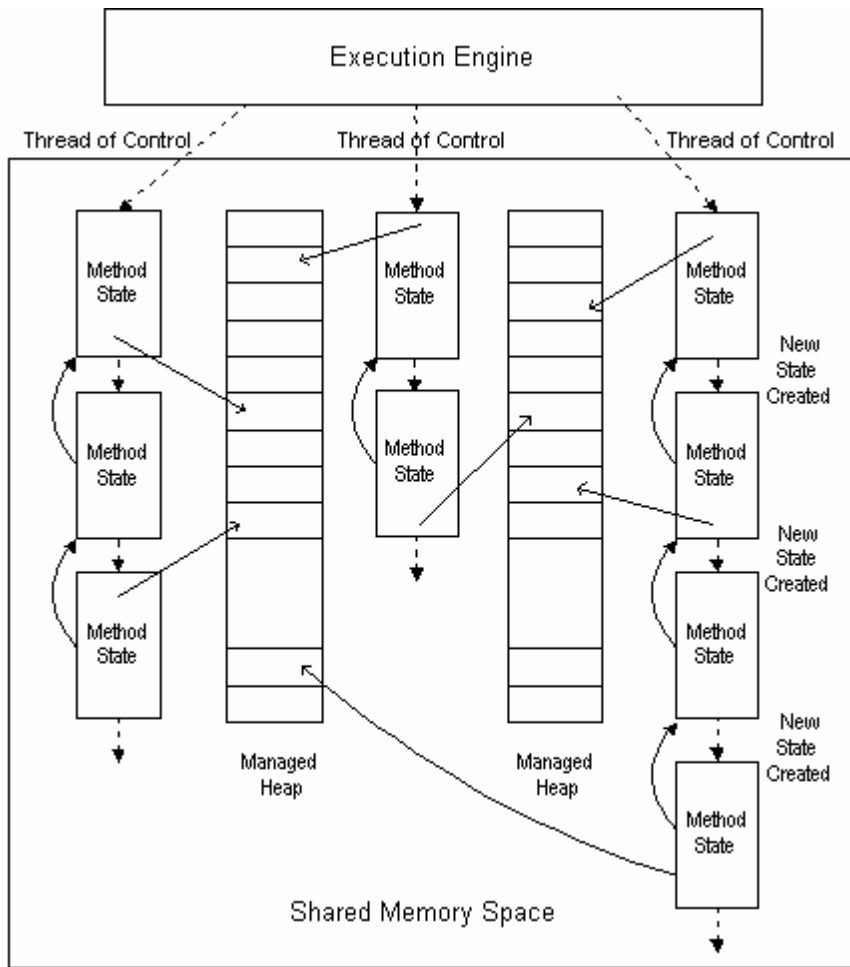 Execution Engine
Thread of Control
Thread of Control
Thread of Control
Method
State
Method
State
Method
State
New
State
Created
Method
State
Method
State
Method
State
New
State
Created
Method
State
Method
State
New
State
Created
Managed
Heap
Managed
Heap
Method
State
Shared Memory Space